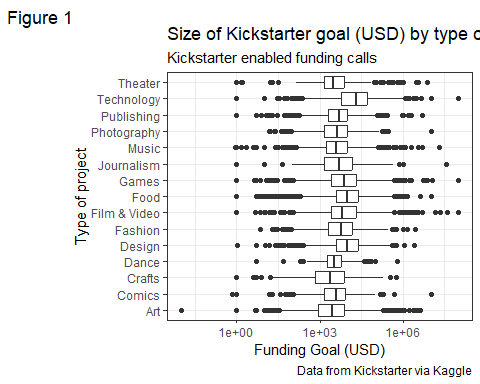 Figure 1
Size of Kickstarter goal (USD) by type o
Kickstarter enabled funding calls
Type of project
Theater
Technology
Publishing
Photography
Music
Journalism
Games
Food
Film & Video
Fashion
Design
Dance
Crafts
Comics
Art
1e+00 1e+03 1e+06
Funding Goal (USD)
Data from Kickstarter via Kaggle